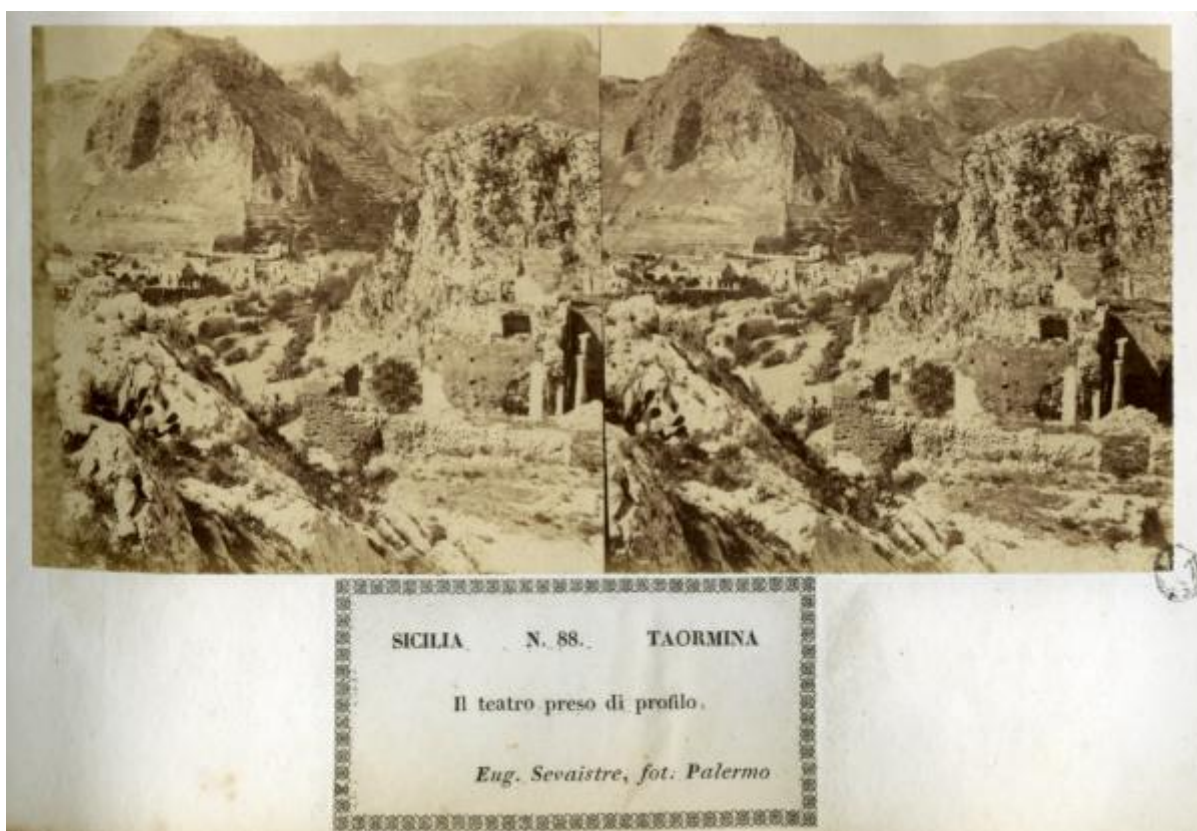 SICILIA N. 88. TAORMINA
Il teatro preso di profilo.
Eug. Sevaistre, fot. Palermo